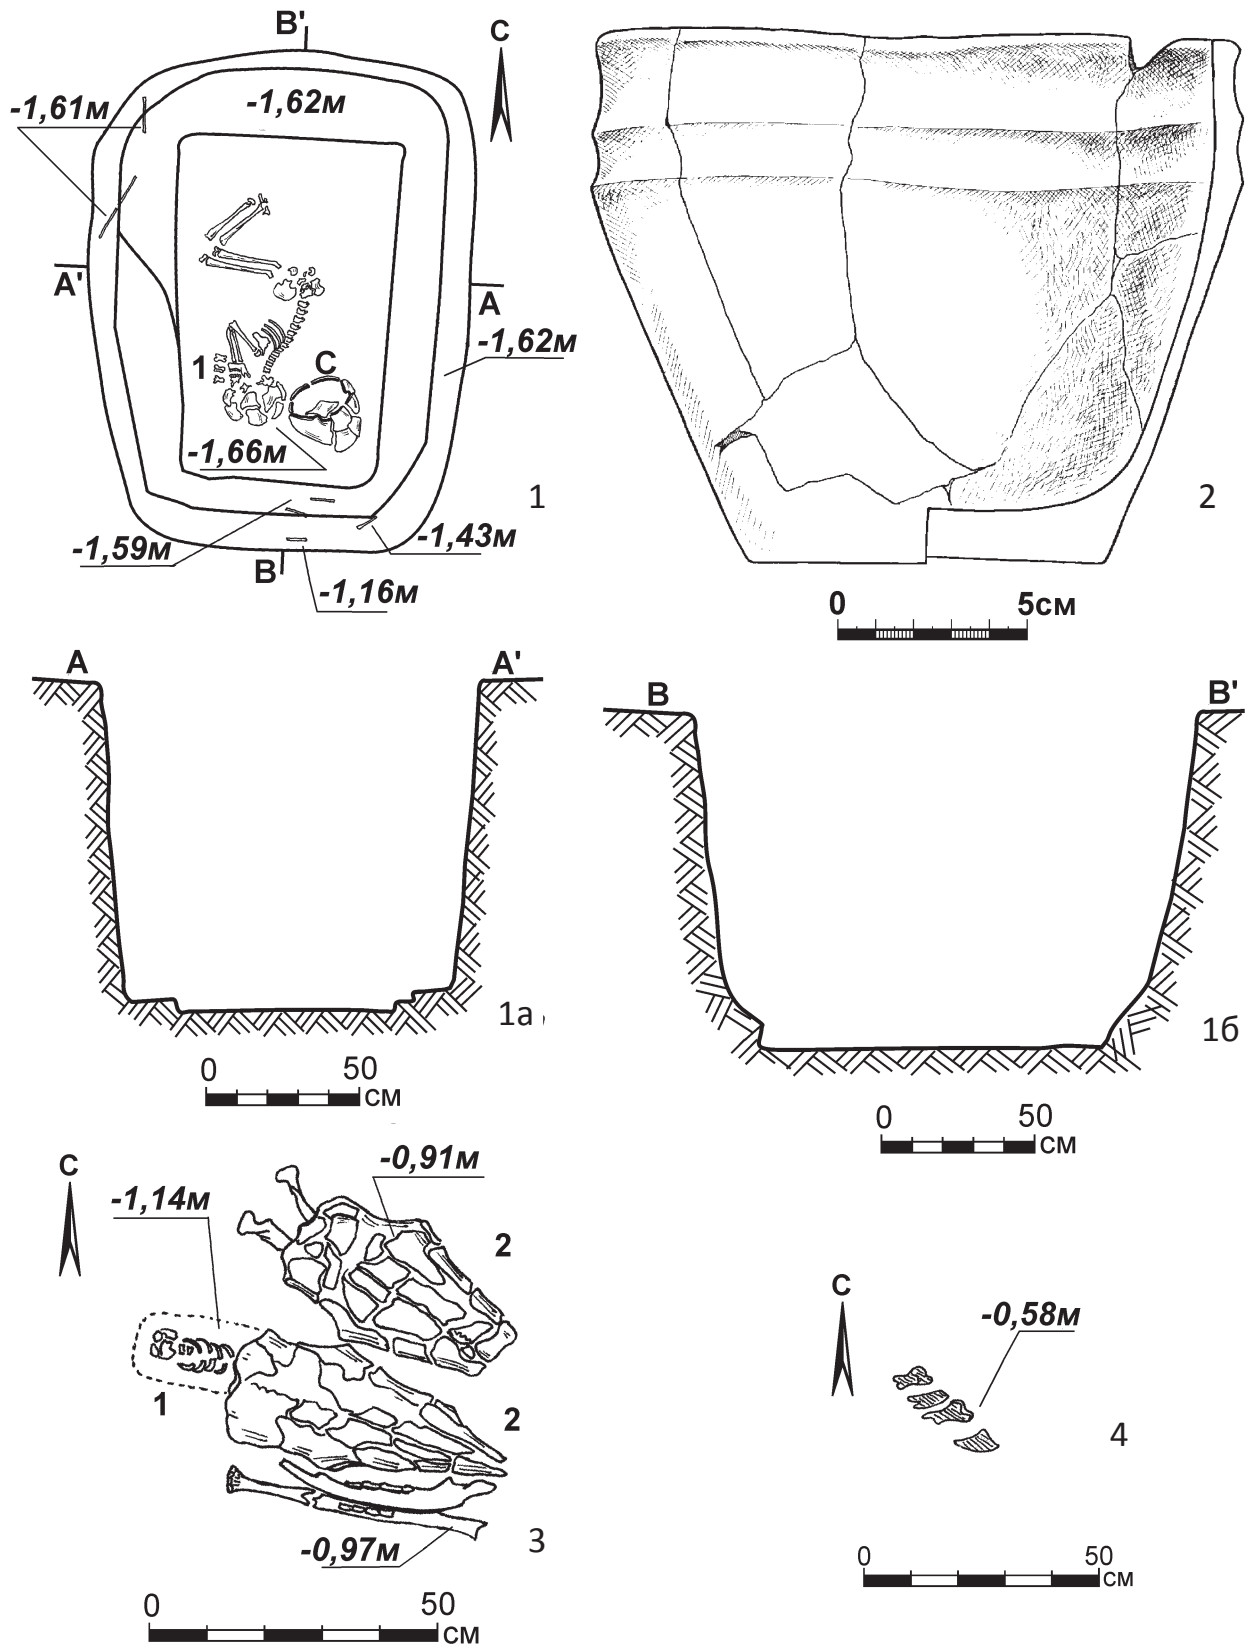 В'
С
-1,61м
-1,62м
А'
А
-1,62м
1
С
-1,66м
1
-1,59м
-1,43м
В
-1,16м
2
0 5см
А А'
1а
0 50
см
В В'
1б
0 50
см
С
-0,91м
-1,14м
2
1
2
-0,97м
3
0 50
см
С
-0,58м
4
0 50
см